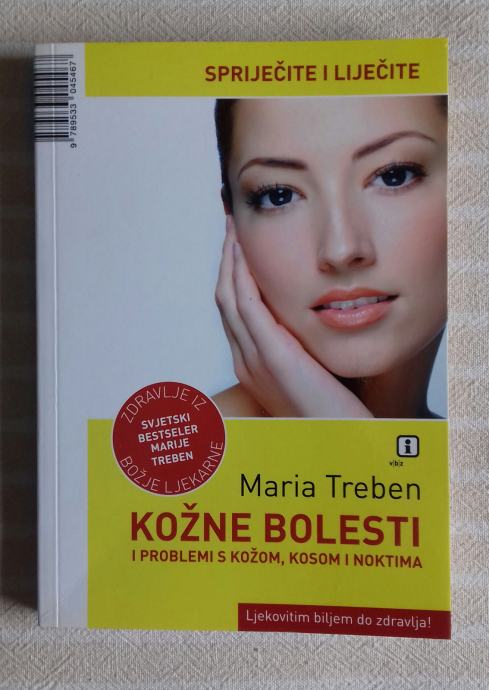 SPRIJEČITE I LIJEČITE
9 789533 045467
ZDRAVLJE IZ
SVJETSKI
BESTSELER
MARIJE
TREBEN
BOŽJE LJEKARNE
i
v|b|z
Maria Treben
KOŽNE BOLESTI
I PROBLEMI S KOŽOM, KOSOM I NOKTIMA
Ljekovitim biljem do zdravlja!